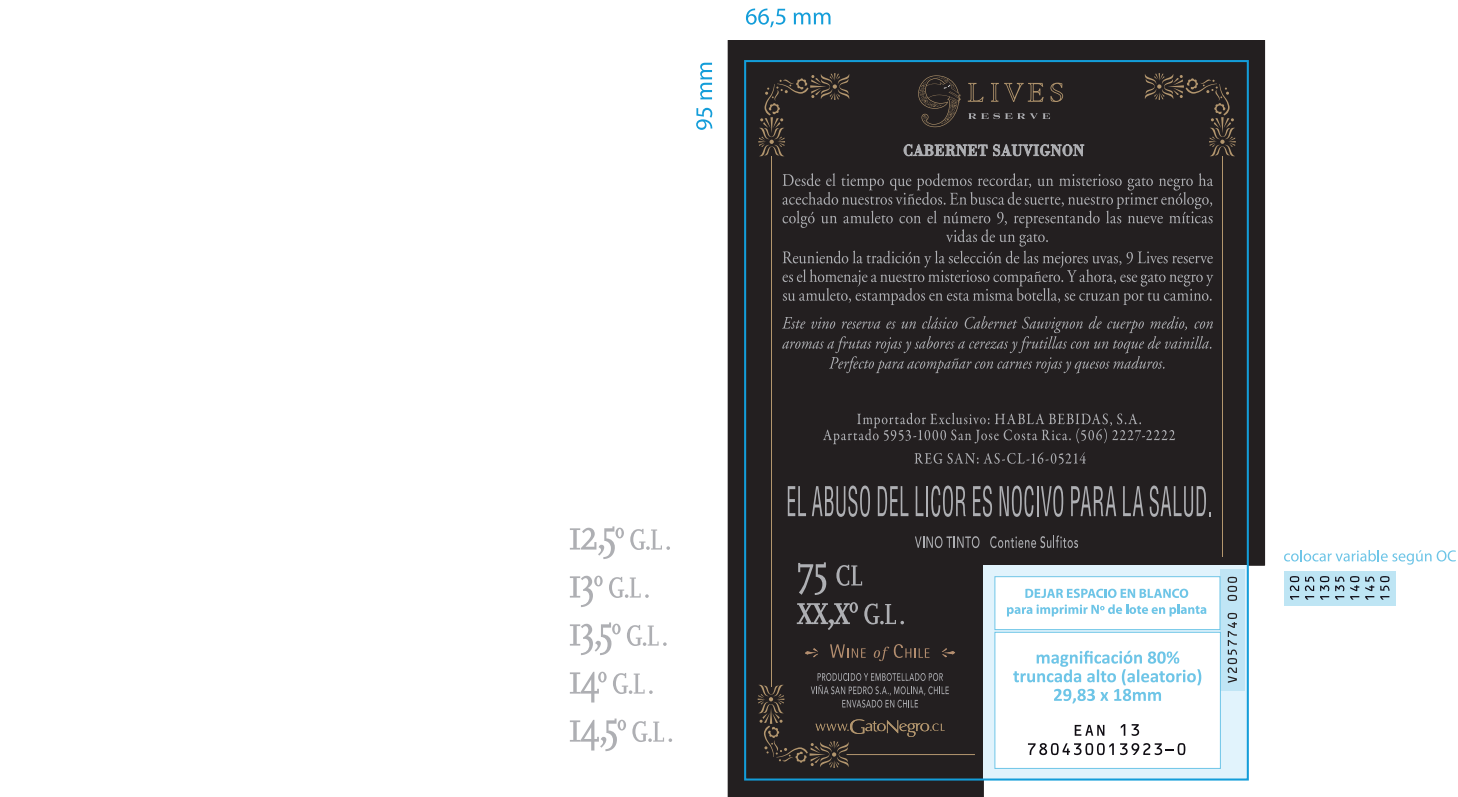 66,5 mm
95 mm
9 LIVES
RESERVE
CABERNET SAUVIGNON
Desde el tiempo que podemos recordar, un misterioso gato negro ha
acechado nuestros viñedos. En busca de suerte, nuestro primer enólogo,
colgó un amuleto con el número 9, representando las nueve míticas
vidas de un gato.
Reuniendo la tradición y la selección de las mejores uvas, 9 Lives reserve
es el homenaje a nuestro misterioso compañero. Y ahora, ese gato negro y
su amuleto, estampados en esta misma botella, se cruzan por tu camino.
Este vino reserva es un clásico Cabernet Sauvignon de cuerpo medio, con
aromas a frutas rojas y sabores a cerezas y frutillas con un toque de vainilla.
Perfecto para acompañar con carnes rojas y quesos maduros.
Importador Exclusivo: HABLA BEBIDAS, S.A.
Apartado 5953-1000 San Jose Costa Rica. (506) 2227-2222
REG SAN: AS-CL-16-05214
EL ABUSO DEL LICOR ES NOCIVO PARA LA SALUD.
VINO TINTO Contiene Sulfitos
75 CL
XX,Xº G.L.
WINE of CHILE
PRODUCIDO Y EMBOTELLADO POR
VIÑA SAN PEDRO S.A., MOLINA, CHILE
ENVASADO EN CHILE
www.GatoNegro.cl
DEJAR ESPACIO EN BLANCO
para imprimir Nº de lote en planta
magnificación 80%
truncada alto (aleatorio)
29,83 x 18mm
EAN 13
780430013923-0
V2057740 000
colocar variable según OC
120
125
130
135
140
145
150
12,5º G.L.
13º G.L.
13,5º G.L.
14º G.L.
14,5º G.L.